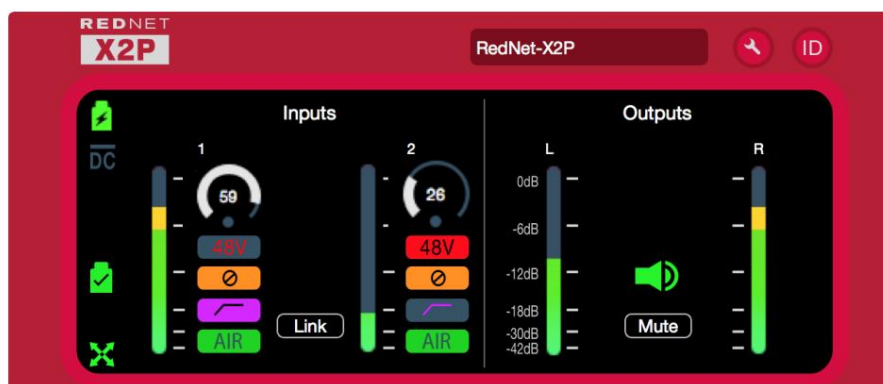 REDNET
X2P
RedNet-X2P
ID
Inputs
Outputs
DC
1
2
L
R
59
26
0dB
-6dB
-12dB
-18dB
-30dB
-42dB
48V
48V
Link
Mute
AIR
AIR